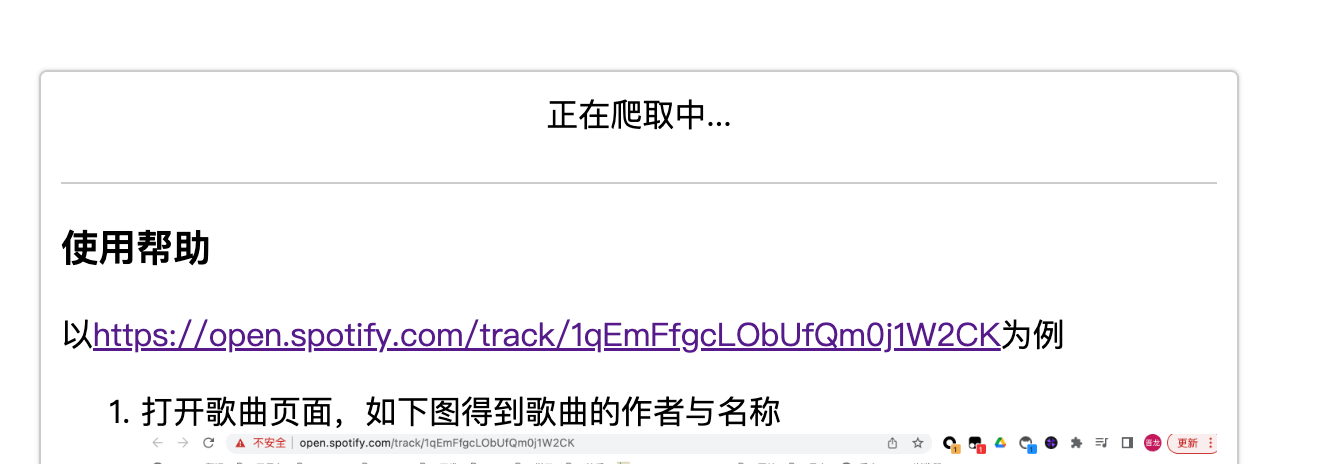 正在爬取中...
使用帮助
以https://open.spotify.com/track/1qEmFfgcLObUfQm0j1W2CK为例
1. 打开歌曲页面，如下图得到歌曲的作者与名称
不安全 | open.spotify.com/track/1qEmFfgcLObUfQm0j1W2CK 更新